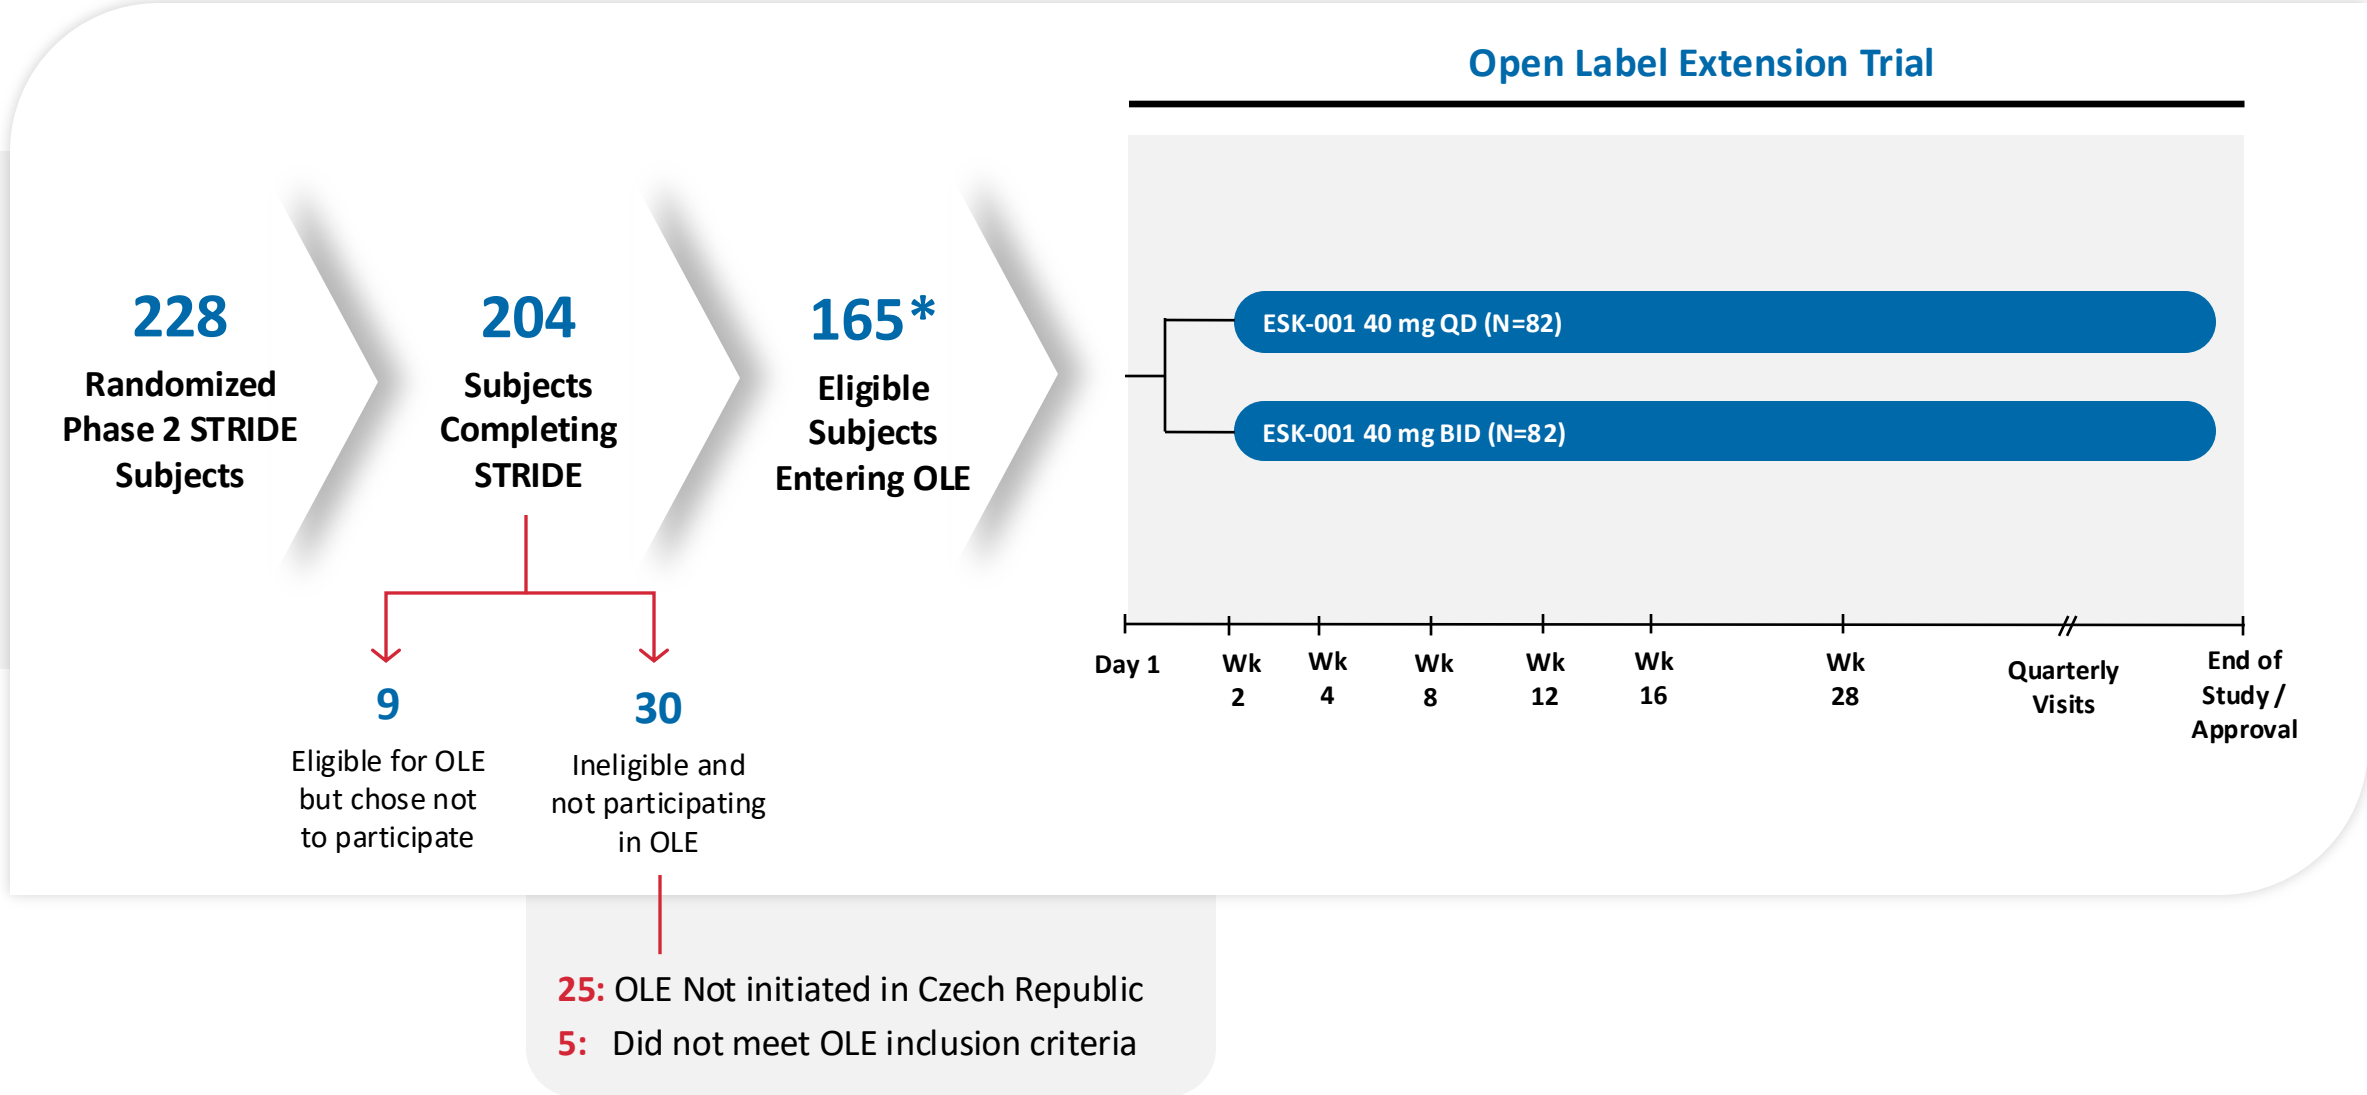 Open Label Extension Trial
228
Randomized
Phase 2 STRIDE
Subjects
204
Subjects
Completing
STRIDE
165*
Eligible
Subjects
Entering OLE
ESK-001 40 mg QD (N=82)
ESK-001 40 mg BID (N=82)
Day 1
Wk
2
Wk
4
Wk
8
Wk
12
Wk
16
Wk
28
Quarterly
Visits
End of
Study /
Approval
9
Eligible for OLE
but chose not
to participate
30
Ineligible and
not participating
in OLE
25: OLE Not initiated in Czech Republic
5: Did not meet OLE inclusion criteria